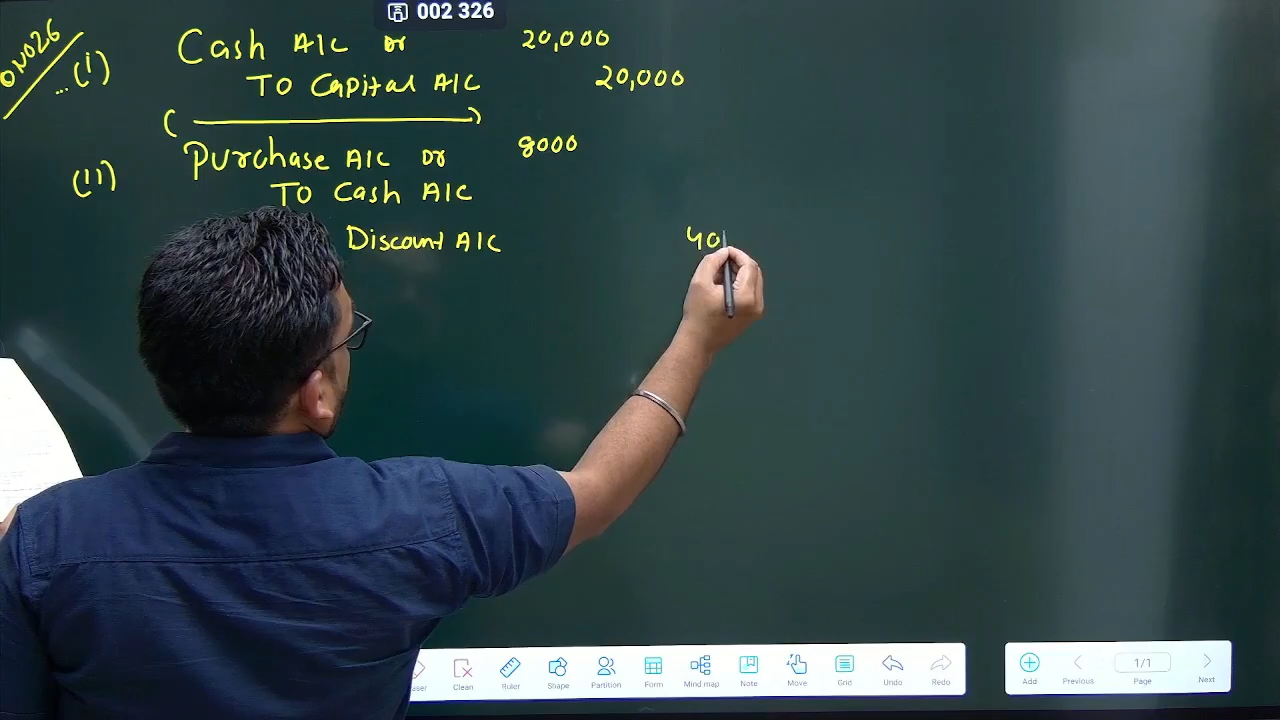 002 326
QNO26
...(i) Cash A/C Dr 20,000
TO Capital A/C 20,000
( )
(ii) Purchase A/C Dr 8000
TO Cash A/C
Discount A/C 40
Clean Ruler Shape Partition Form Mind map Note Move Grid Undo Redo
Add Previous 1/1 Page Next